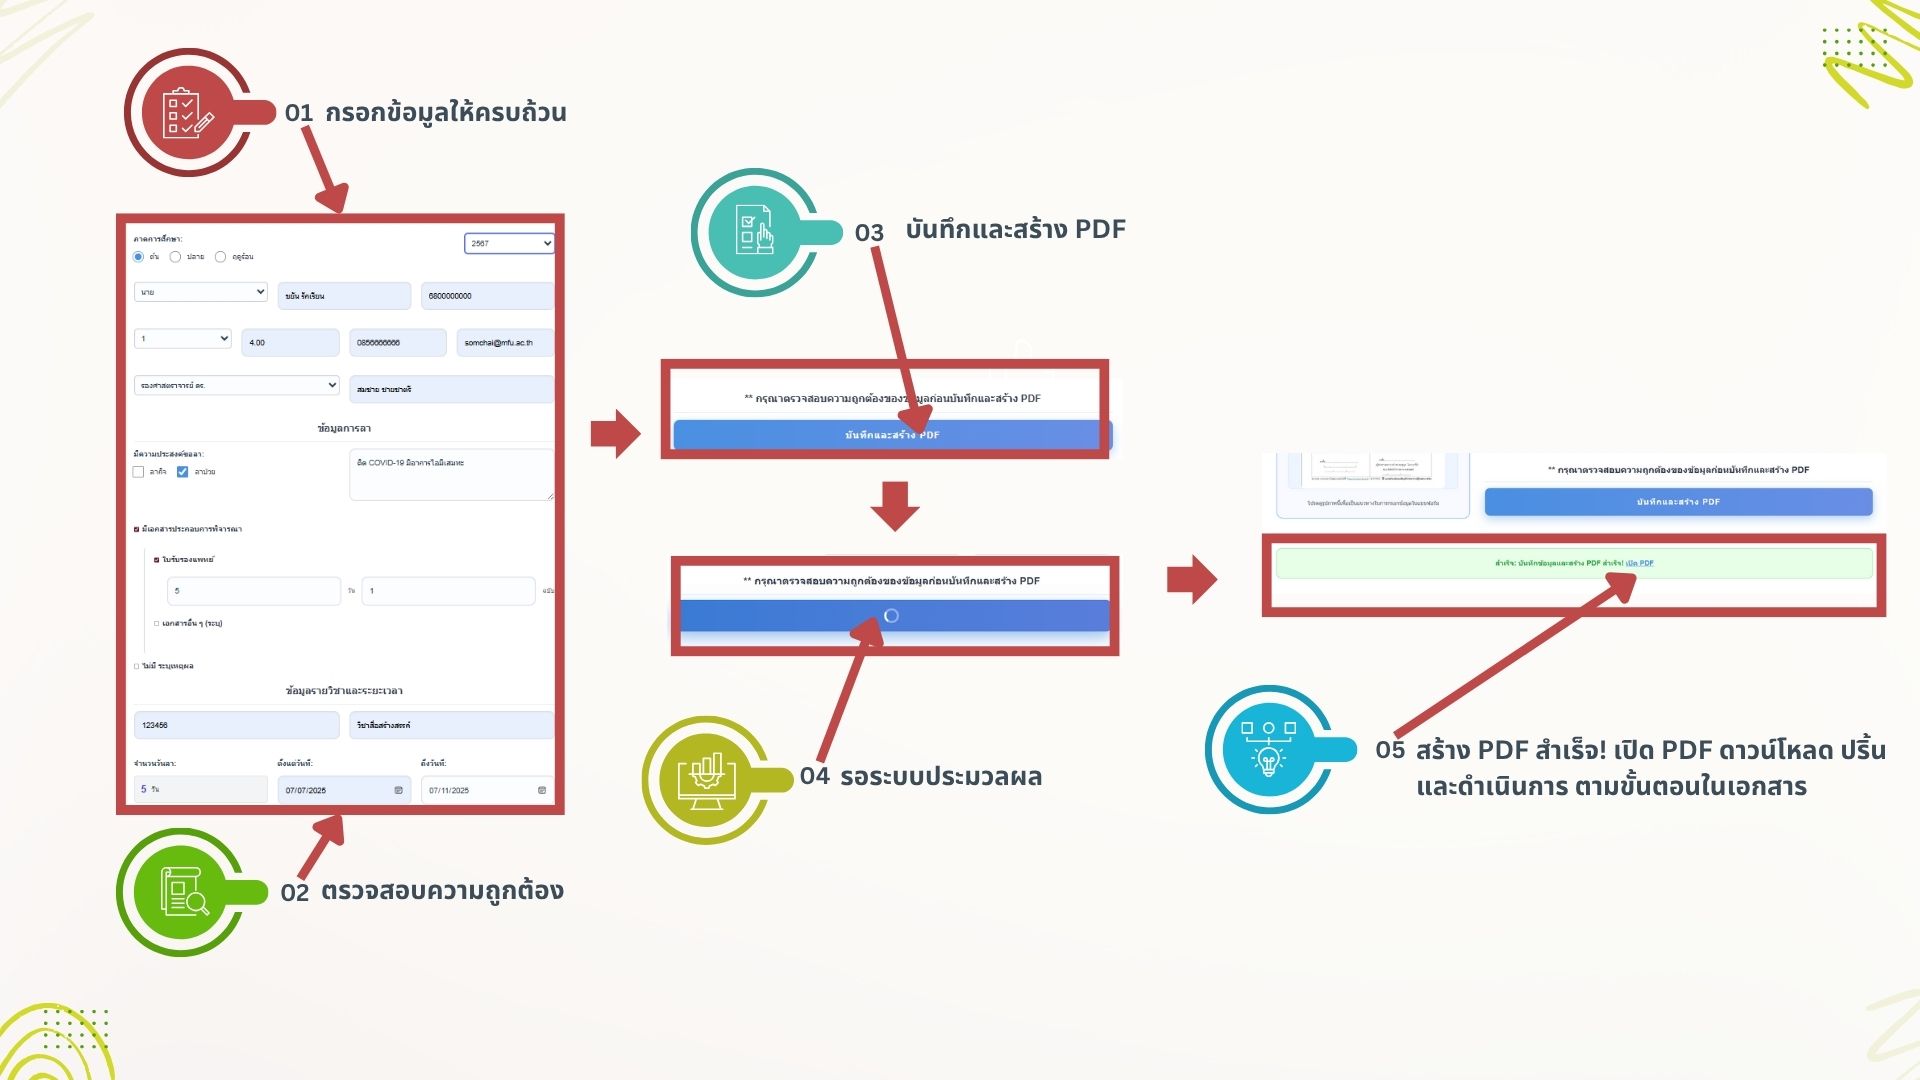 01 กรอกข้อมูลให้ครบถ้วน
ภาคการศึกษา:
2567
ต้น ปลาย ฤดูร้อน
นาย ขยัน รักเรียน 6800000000
1 4.00 0856666666 somchai@mfu.ac.th
รองศาสตราจารย์ ดร. สมชาย ชายชาตรี
ข้อมูลการลา
มีความประสงค์ขอลา:
ลากิจ ลาป่วย
ติด COVID-19 มีอาการไอมีเสมหะ
มีเอกสารประกอบการพิจารณา
ใบรับรองแพทย์
5 วัน 1 ฉบับ
เอกสารอื่น ๆ (ระบุ)
ไม่มี ระบุเหตุผล
ข้อมูลรายวิชาและระยะเวลา
123456 วิชาสื่อสร้างสรรค์
จำนวนวันลา: ตั้งแต่วันที่: ถึงวันที่:
5 วัน 07/07/2025 07/11/2025
02 ตรวจสอบความถูกต้อง
03 บันทึกและสร้าง PDF
** กรุณาตรวจสอบความถูกต้องของข้อมูลก่อนบันทึกและสร้าง PDF
บันทึกและสร้าง PDF
** กรุณาตรวจสอบความถูกต้องของข้อมูลก่อนบันทึกและสร้าง PDF
04 รอระบบประมวลผล
** กรุณาตรวจสอบความถูกต้องของข้อมูลก่อนบันทึกและสร้าง PDF
บันทึกและสร้าง PDF
สำเร็จ: บันทึกข้อมูลและสร้าง PDF สำเร็จ! เปิด PDF
05 สร้าง PDF สำเร็จ! เปิด PDF ดาวน์โหลด ปริ้น
และดำเนินการ ตามขั้นตอนในเอกสาร